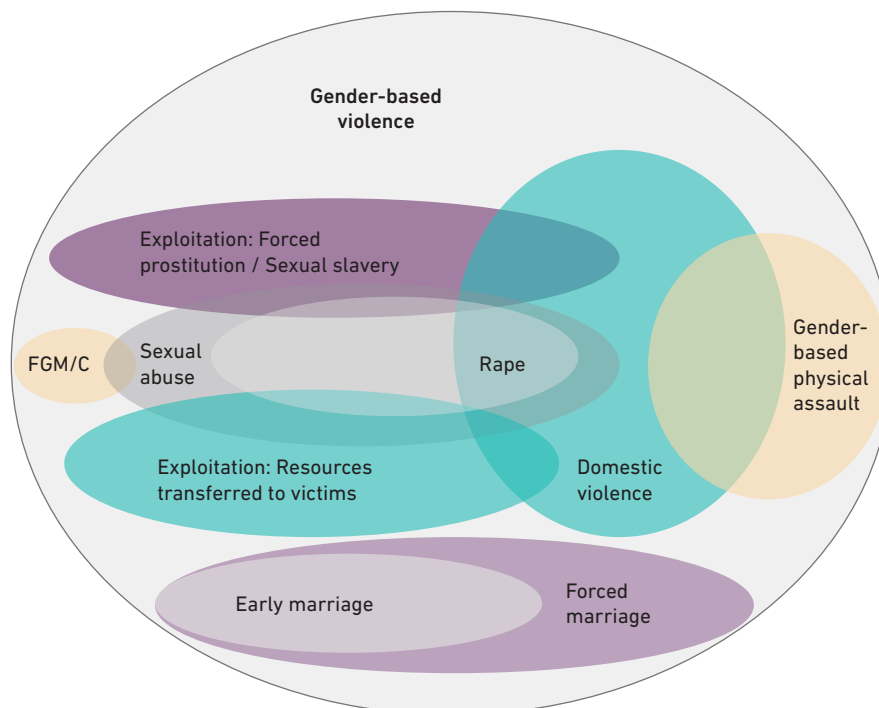 Gender-based
violence
Exploitation: Forced
prostitution / Sexual slavery
FGM/C
Sexual
abuse
Rape
Gender-
based
physical
assault
Exploitation: Resources
transferred to victims
Domestic
violence
Early marriage
Forced
marriage